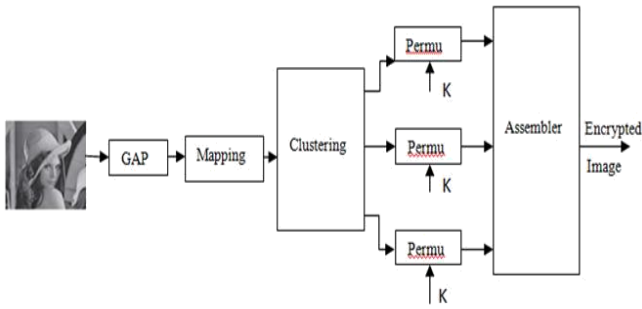 GAP
Mapping
Clustering
Permu
K
Permu
K
Permu
K
Assembler
Encrypted
Image